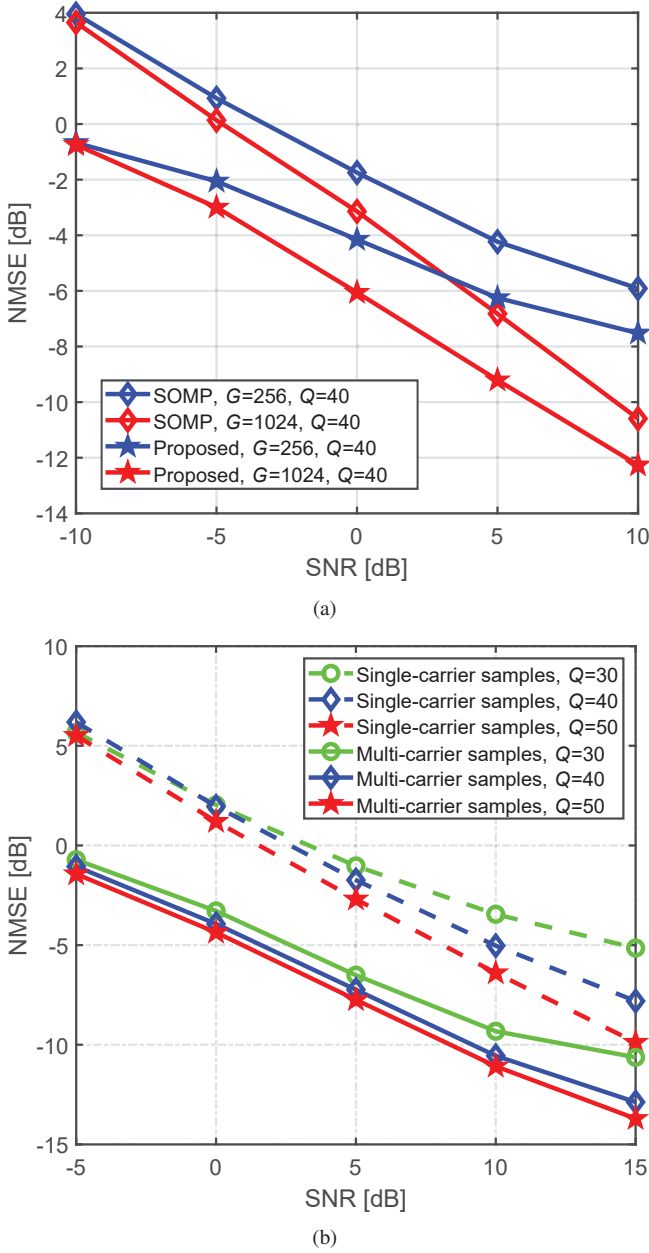 4
2
0
-2
-4
-6
-8
-10
-12
-14
NMSE [dB]
SOMP, G=256, Q=40
SOMP, G=1024, Q=40
Proposed, G=256, Q=40
Proposed, G=1024, Q=40
-10
-5
0
5
10
SNR [dB]
(a)
10
5
0
-5
-10
-15
NMSE [dB]
Single-carrier samples, Q=30
Single-carrier samples, Q=40
Single-carrier samples, Q=50
Multi-carrier samples, Q=30
Multi-carrier samples, Q=40
Multi-carrier samples, Q=50
-5
0
5
10
15
SNR [dB]
(b)